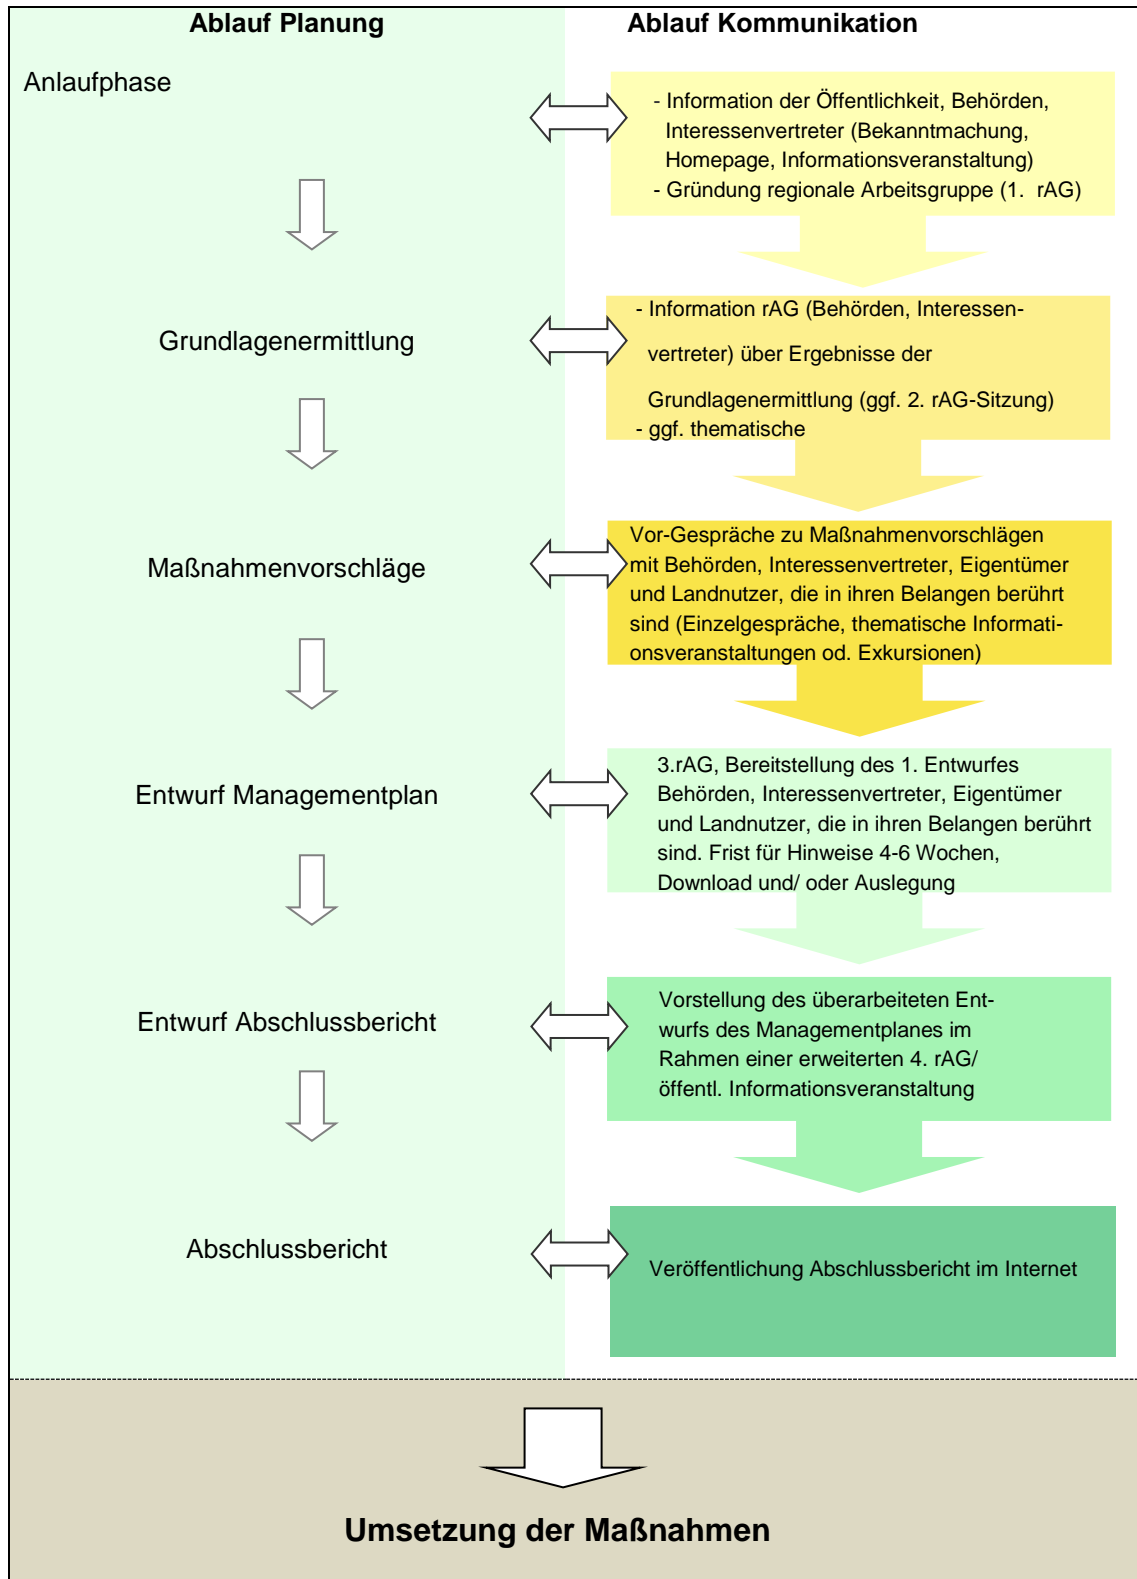 Ablauf Planung
Ablauf Kommunikation
Anlaufphase
- Information der Öffentlichkeit, Behörden,
Interessenvertreter (Bekanntmachung,
Homepage, Informationsveranstaltung)
- Gründung regionale Arbeitsgruppe (1. rAG)
Grundlagenermittlung
- Information rAG (Behörden, Interessen-
vertreter) über Ergebnisse der
Grundlagenermittlung (ggf. 2. rAG-Sitzung)
- ggf. thematische
Maßnahmenvorschläge
Vor-Gespräche zu Maßnahmenvorschlägen
mit Behörden, Interessenvertreter, Eigentümer
und Landnutzer, die in ihren Belangen berührt
sind (Einzelgespräche, thematische Informati-
onsveranstaltungen od. Exkursionen)
Entwurf Managementplan
3.rAG, Bereitstellung des 1. Entwurfes
Behörden, Interessenvertreter, Eigentümer
und Landnutzer, die in ihren Belangen berührt
sind. Frist für Hinweise 4-6 Wochen,
Download und/ oder Auslegung
Entwurf Abschlussbericht
Vorstellung des überarbeiteten Ent-
wurfs des Managementplanes im
Rahmen einer erweiterten 4. rAG/
öffentl. Informationsveranstaltung
Abschlussbericht
Veröffentlichung Abschlussbericht im Internet
Umsetzung der Maßnahmen